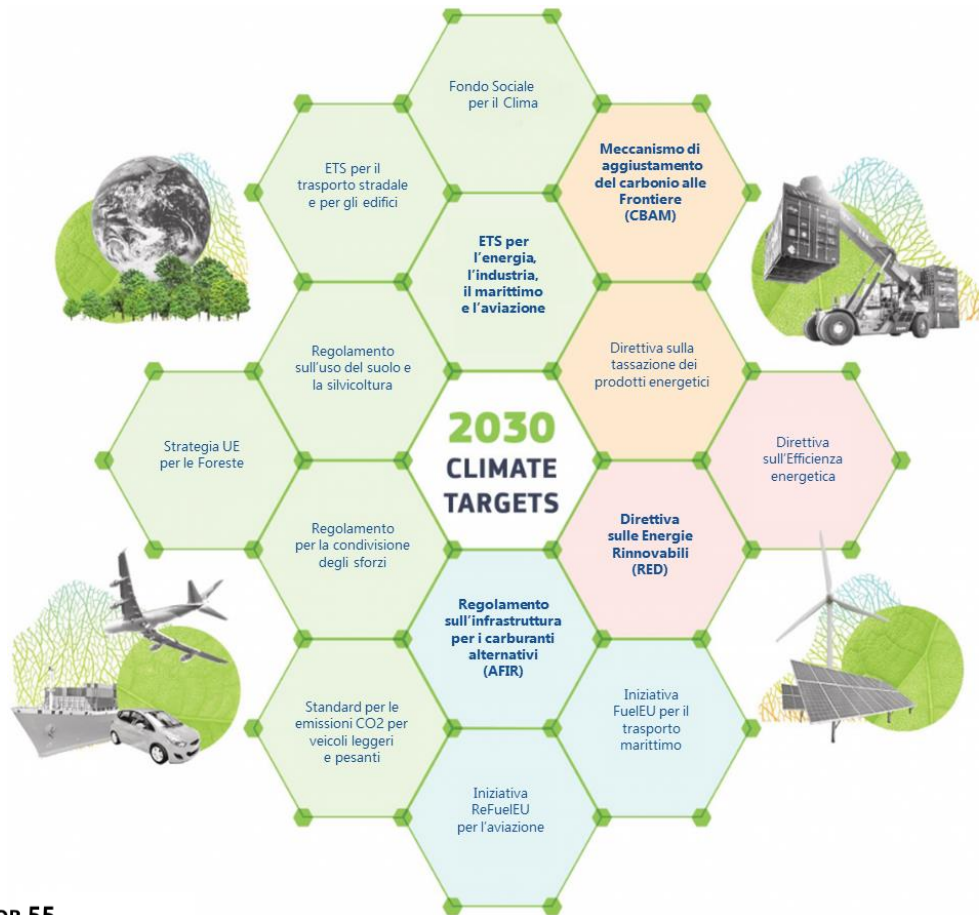 Fondo Sociale
per il Clima
ETS per il
trasporto stradale
e per gli edifici
Meccanismo di
aggiustamento
del carbonio alle
Frontiere
(CBAM)
ETS per
l'energia,
l'industria,
il marittimo
e l'aviazione
Regolamento
sull'uso del suolo e
la silvicoltura
Direttiva sulla
tassazione dei
prodotti energetici
Strategia UE
per le Foreste
2030
CLIMATE
TARGETS
Direttiva
sull'Efficienza
energetica
Regolamento
per la condivisione
degli sforzi
Direttiva
sulle Energie
Rinnovabili
(RED)
Regolamento
sull'infrastruttura
per i carburanti
alternativi
(AFIR)
Standard per le
emissioni CO2 per
veicoli leggeri
e pesanti
Iniziativa
FuelEU per il
trasporto
marittimo
Iniziativa
ReFuelEU
per l'aviazione
55